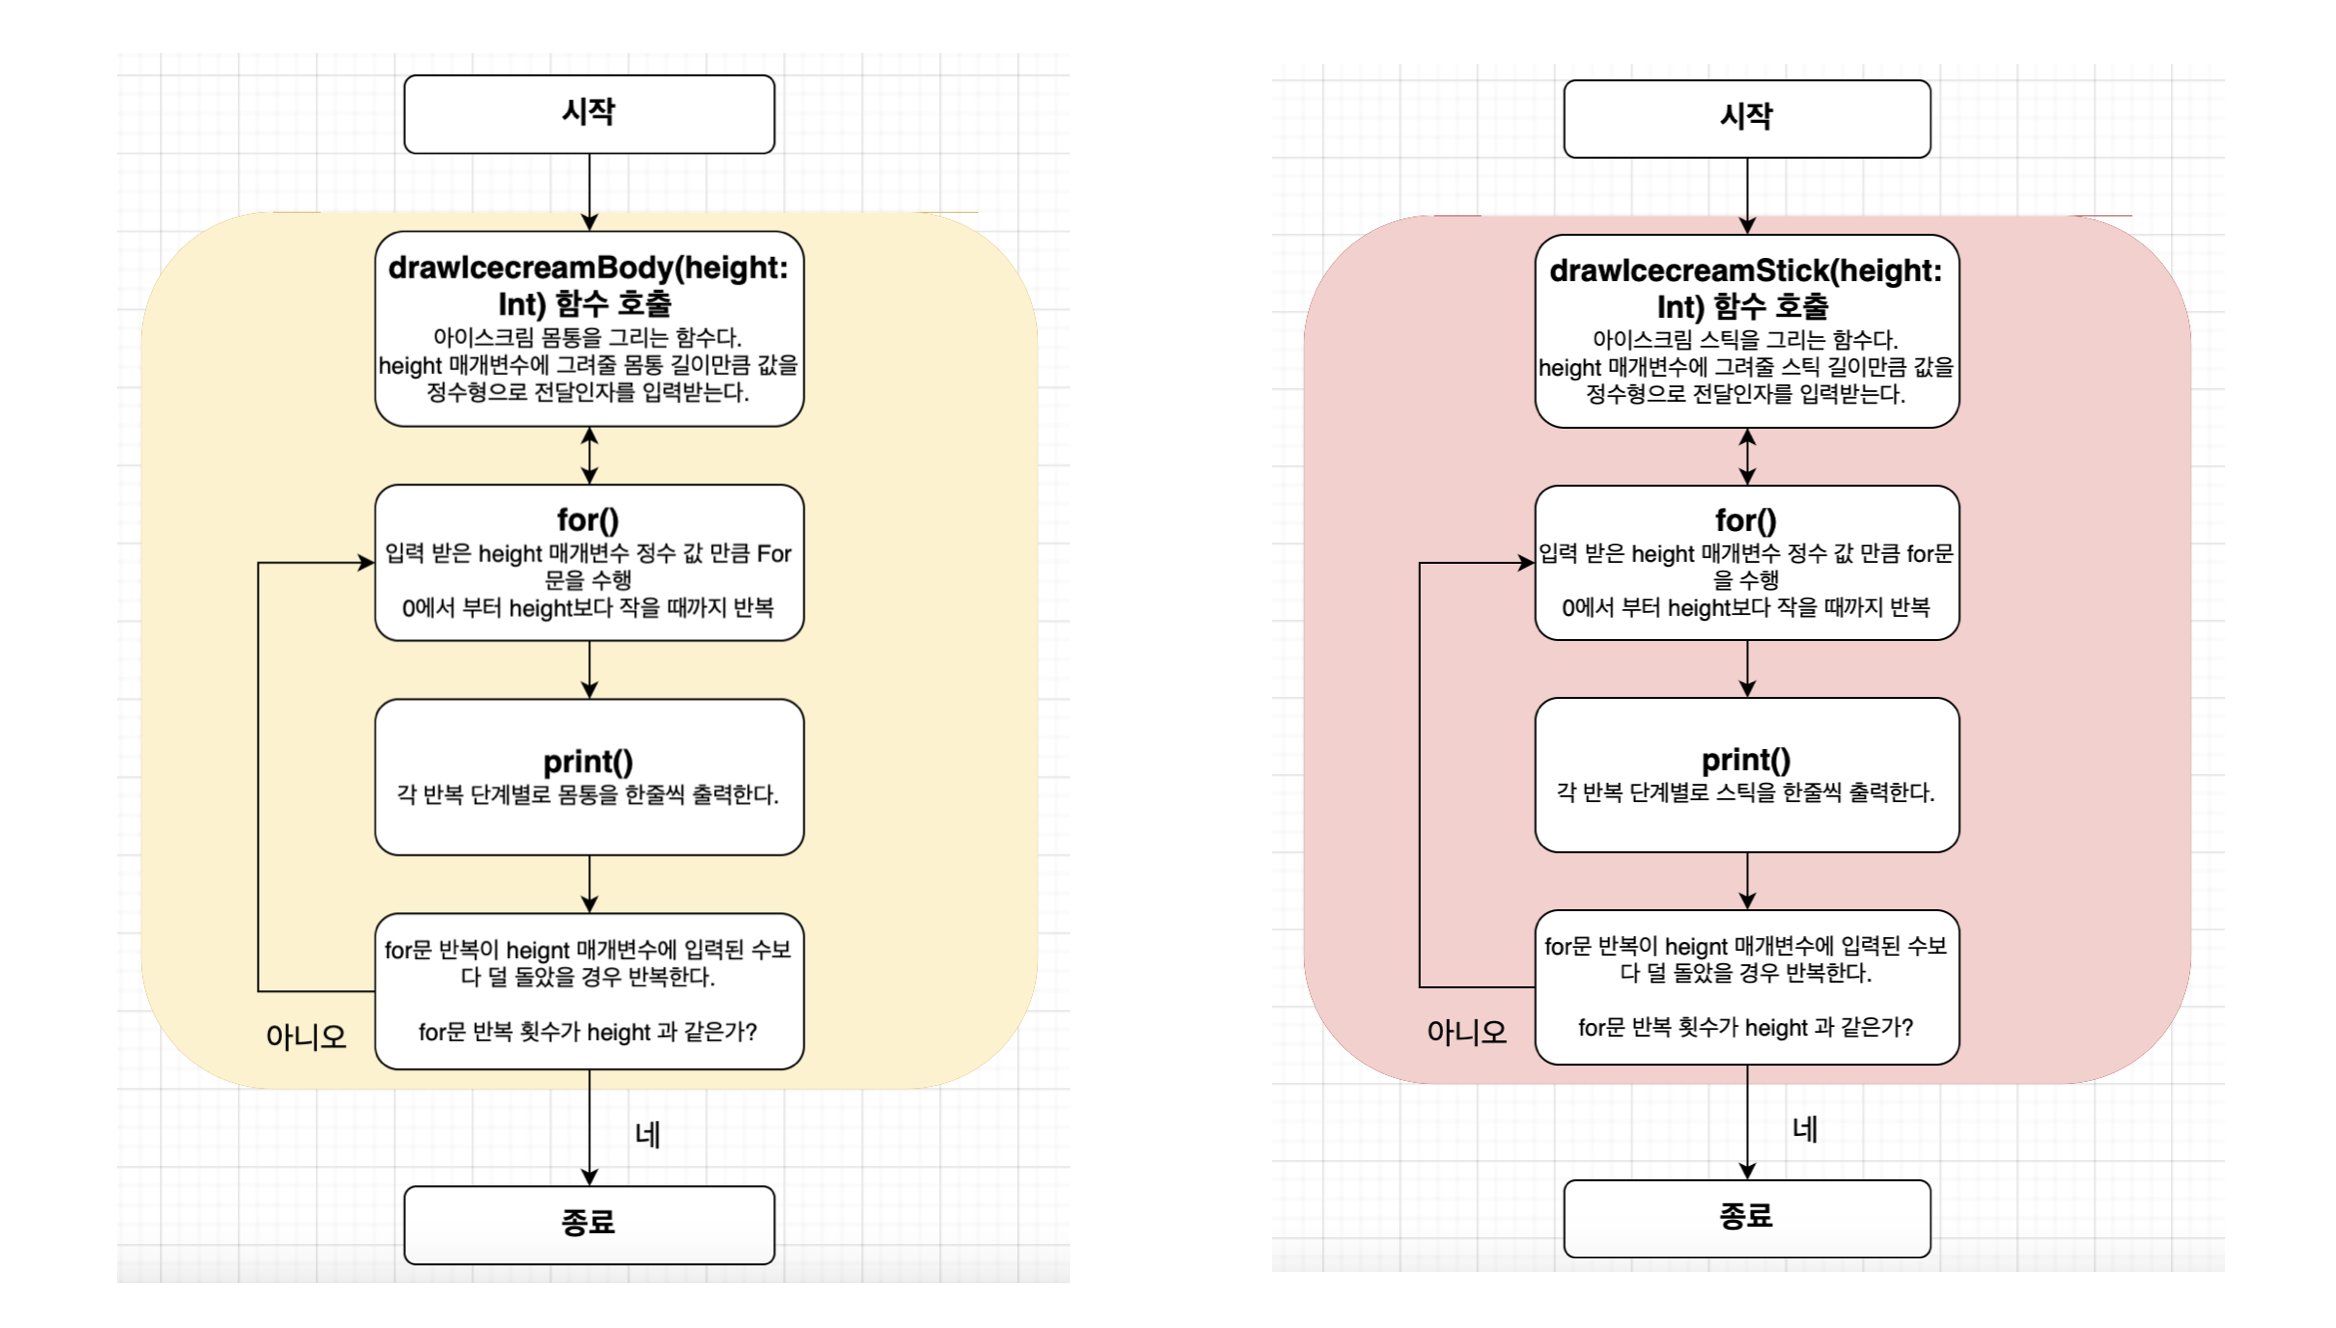 시작
drawIcecreamBody(height:
Int) 함수 호출
아이스크림 몸통을 그리는 함수다.
height 매개변수에 그려줄 몸통 길이만큼 값을
정수형으로 전달인자를 입력받는다.
for()
입력 받은 height 매개변수 정수 값 만큼 For
문을 수행
0에서 부터 height보다 작을 때까지 반복
print()
각 반복 단계별로 몸통을 한줄씩 출력한다.
for문 반복이 heignt 매개변수에 입력된 수보
다 덜 돌았을 경우 반복한다.
for문 반복 횟수가 height 과 같은가?
아니오
네
종료
시작
drawIcecreamStick(height:
Int) 함수 호출
아이스크림 스틱을 그리는 함수다.
height 매개변수에 그려줄 스틱 길이만큼 값을
정수형으로 전달인자를 입력받는다.
for()
입력 받은 height 매개변수 정수 값 만큼 for문
을 수행
0에서 부터 height보다 작을 때까지 반복
print()
각 반복 단계별로 스틱을 한줄씩 출력한다.
for문 반복이 heignt 매개변수에 입력된 수보
다 덜 돌았을 경우 반복한다.
for문 반복 횟수가 height 과 같은가?
아니오
네
종료